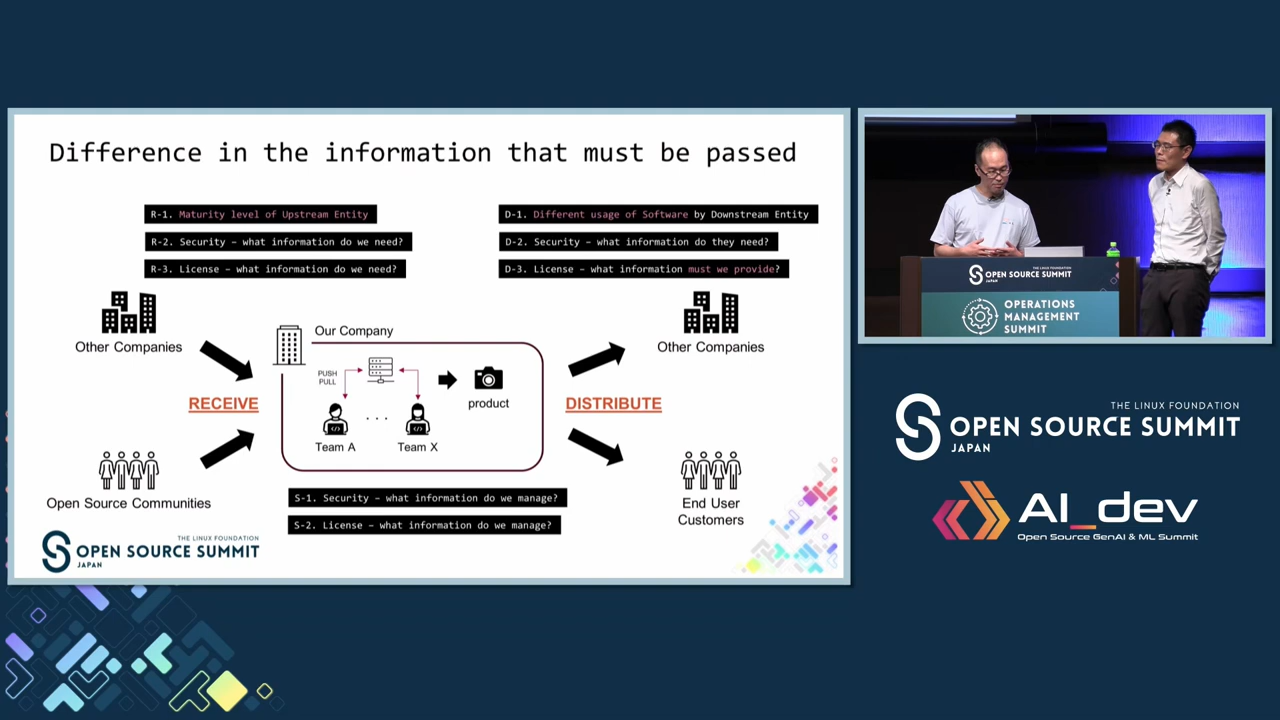 Difference in the information that must be passed
R-1. Maturity level of Upstream Entity
R-2. Security – what information do we need?
R-3. License – what information do we need?
D-1. Different usage of Software by Downstream Entity
D-2. Security – what information do they need?
D-3. License – what information must we provide?
Other Companies
Our Company
Other Companies
PUSH
PULL
product
RECEIVE
DISTRIBUTE
Team A
. . .
Team X
Open Source Communities
End User
Customers
S-1. Security – what information do we manage?
S-2. License – what information do we manage?
THE LINUX FOUNDATION
OPEN SOURCE SUMMIT
JAPAN
THE LINUX FOUNDATION
OPEN SOURCE SUMMIT
JAPAN
OPERATIONS
MANAGEMENT
SUMMIT
THE LINUX FOUNDATION
OPEN SOURCE SUMMIT
JAPAN
AI_dev
Open Source GenAI & ML Summit